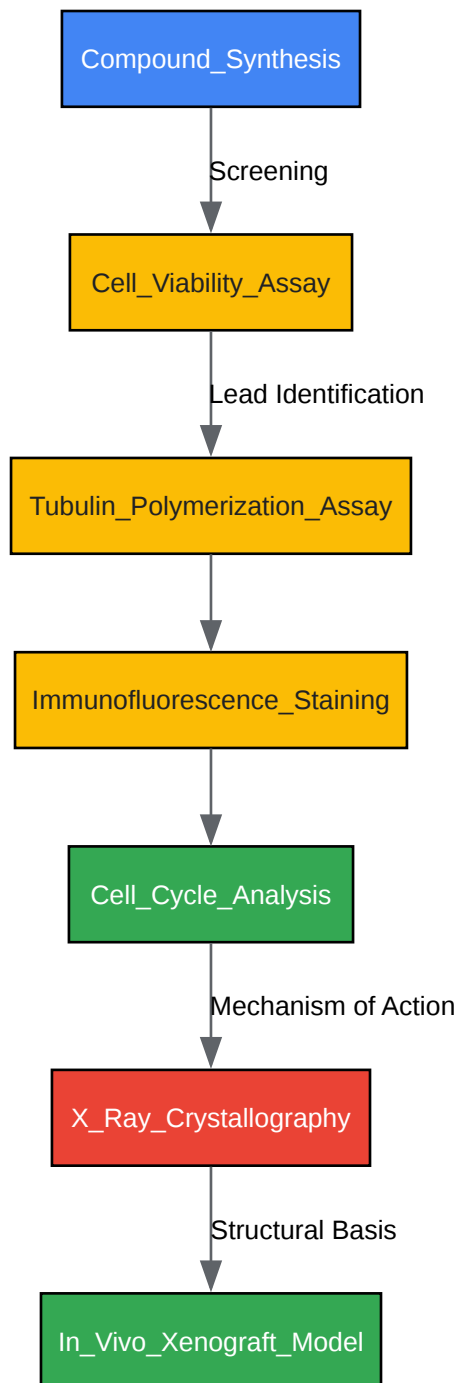 Compound_Synthesis
Screening
Cell_Viability_Assay
Lead Identification
Tubulin_Polymerization_Assay
Immunofluorescence_Staining
Cell_Cycle_Analysis
Mechanism of Action
X_Ray_Crystallography
Structural Basis
In_Vivo_Xenograft_Model